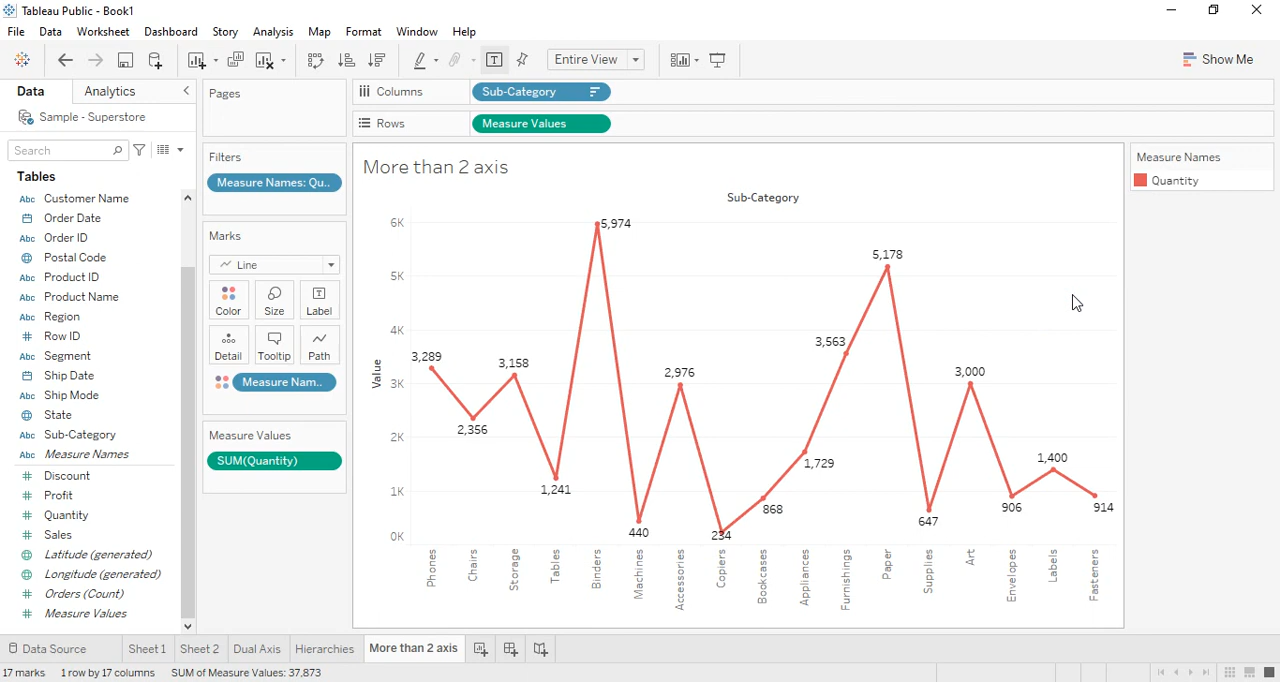 Tableau Public - Book1
File Data Worksheet Dashboard Story Analysis Map Format Window Help
Entire View
Show Me
Data Analytics
Sample - Superstore
Search
Tables
Abc Customer Name
Order Date
Abc Order ID
Postal Code
Abc Product ID
Abc Product Name
Abc Region
# Row ID
Abc Segment
Ship Date
Abc Ship Mode
State
Abc Sub-Category
Abc Measure Names
# Discount
# Profit
# Quantity
# Sales
Latitude (generated)
Longitude (generated)
# Orders (Count)
# Measure Values
Pages
Filters
Measure Names: Qu..
Marks
Line
Color Size Label
Detail Tooltip Path
Measure Nam..
Measure Values
SUM(Quantity)
Columns Sub-Category
Rows Measure Values
More than 2 axis
Sub-Category
Value
6K
5K
4K
3K
2K
1K
0K
3,289
2,356
3,158
1,241
5,974
440
2,976
234
868
1,729
3,563
5,178
647
3,000
906
1,400
914
Phones
Chairs
Storage
Tables
Binders
Machines
Accessories
Copiers
Bookcases
Appliances
Furnishings
Paper
Supplies
Art
Envelopes
Labels
Fasteners
Measure Names
Quantity
Data Source Sheet 1 Sheet 2 Dual Axis Hierarchies More than 2 axis
17 marks 1 row by 17 columns SUM of Measure Values: 37,873